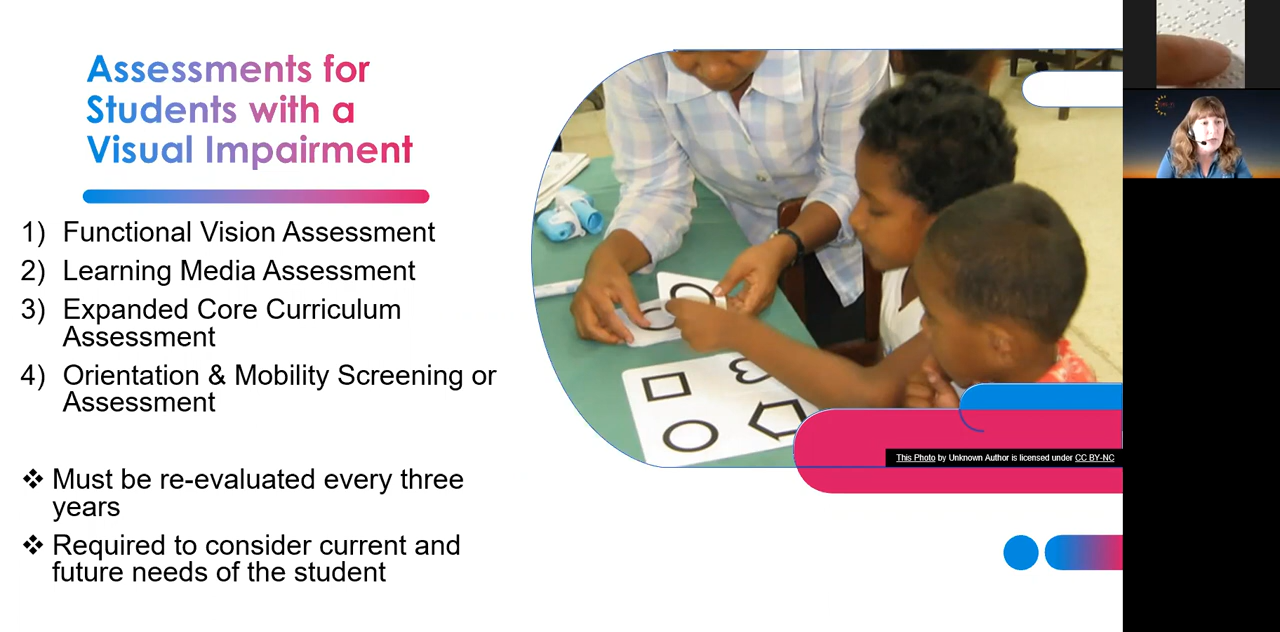 Assessments for
Students with a
Visual Impairment
1) Functional Vision Assessment
2) Learning Media Assessment
3) Expanded Core Curriculum
Assessment
4) Orientation & Mobility Screening or
Assessment
❖ Must be re-evaluated every three
years
❖ Required to consider current and
future needs of the student
This Photo by Unknown Author is licensed under CC BY-NC